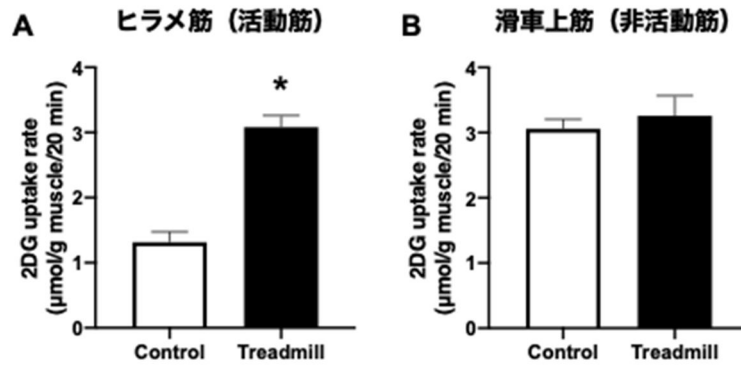 A ヒラメ筋（活動筋）
2DG uptake rate
(μmol/g muscle/20 min)
4
3
2
1
0
*
Control Treadmill
B 滑車上筋（非活動筋）
2DG uptake rate
(μmol/g muscle/20 min)
4
3
2
1
0
Control Treadmill